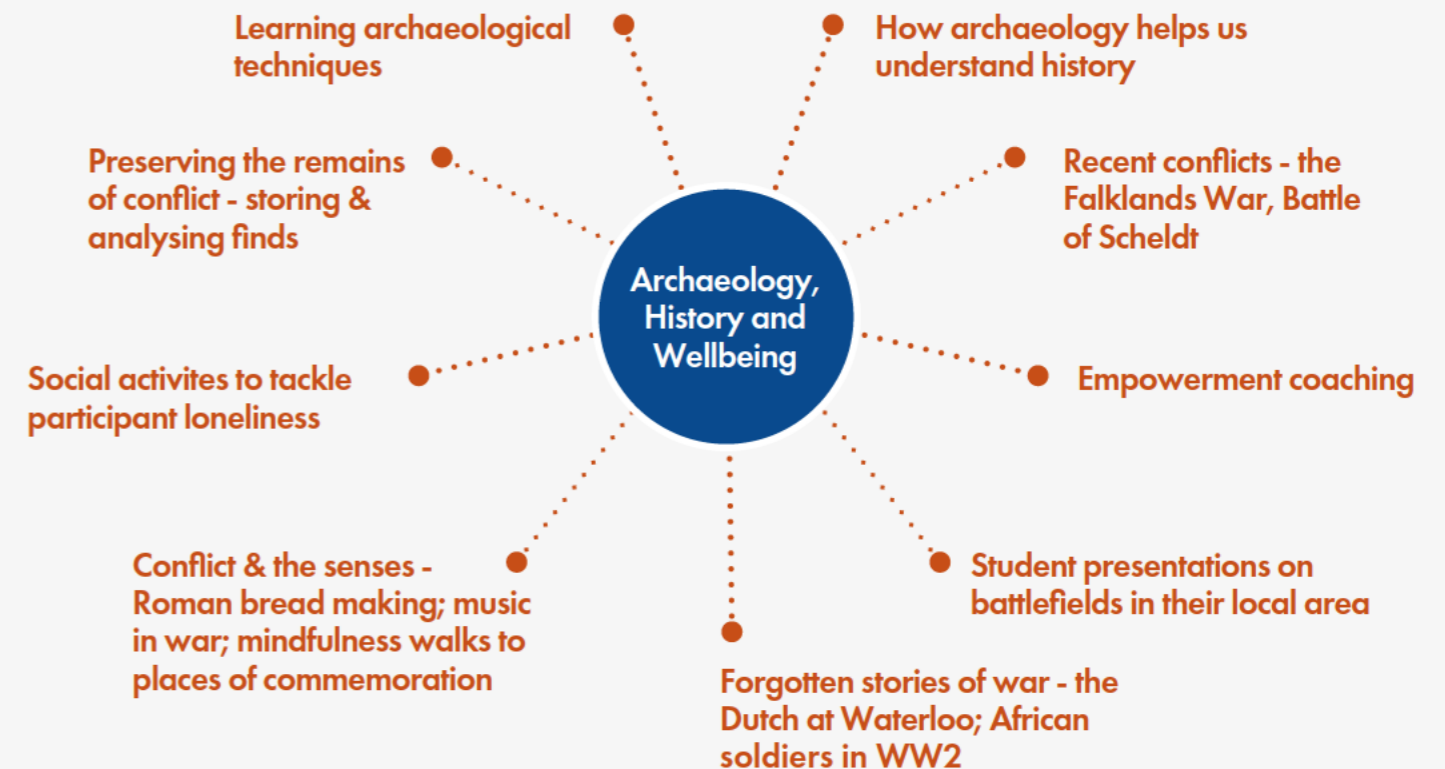 Learning archaeological
techniques
How archaeology helps us
understand history
Preserving the remains
of conflict - storing &
analysing finds
Recent conflicts - the
Falklands War, Battle
of Scheldt
Archaeology,
History and
Wellbeing
Social activites to tackle
participant loneliness
Empowerment coaching
Conflict & the senses -
Roman bread making; music
in war; mindfulness walks to
places of commemoration
Student presentations on
battlefields in their local area
Forgotten stories of war - the
Dutch at Waterloo; African
soldiers in WW2